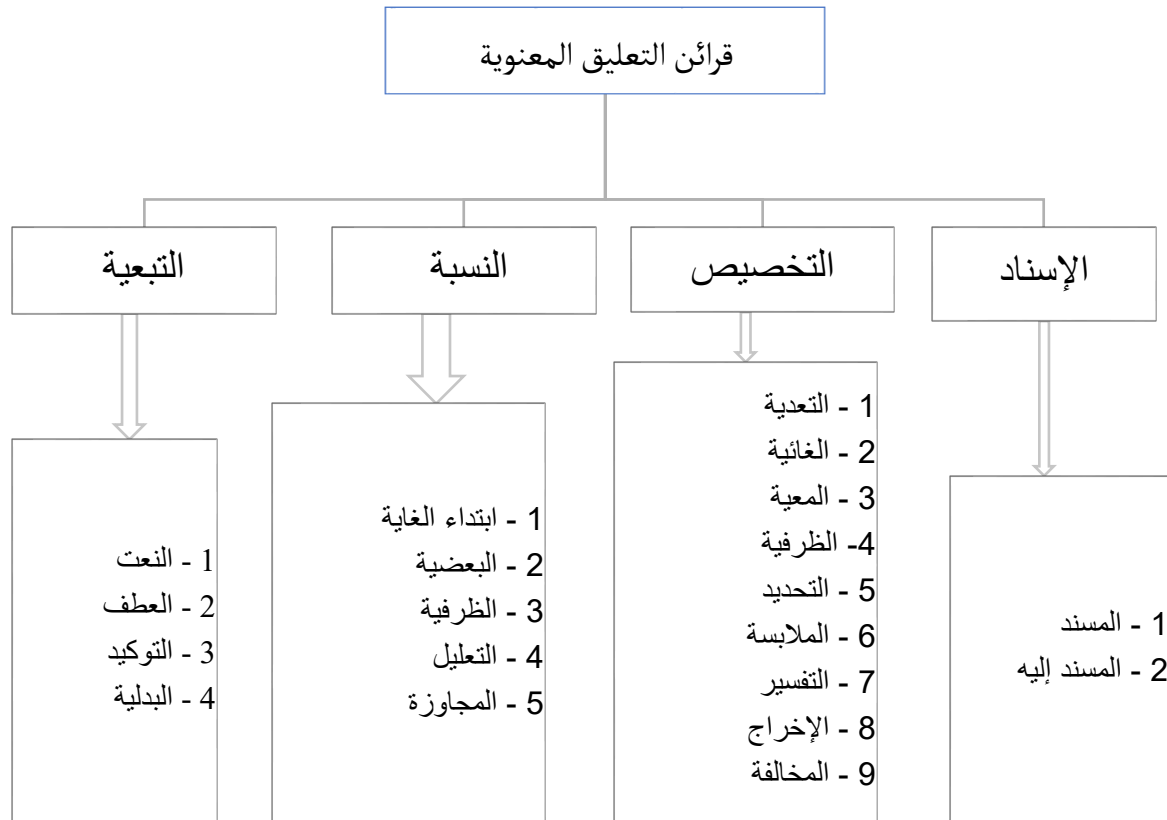 قرائن التعليق المعنوية
الإسناد
التخصيص
النسبة
التبعية
1 - المسند
2 - المسند إليه
1 - التعدية
2 - الغائية
3 - المعية
4- الظرفية
5 - التحديد
6 - الملابسة
7 - التفسير
8 - الإخراج
9 - المخالفة
1 - ابتداء الغاية
2 - البعضية
3 - الظرفية
4 - التعليل
5 - المجاوزة
1 - النعت
2 - العطف
3 - التوكيد
4 - البدلية